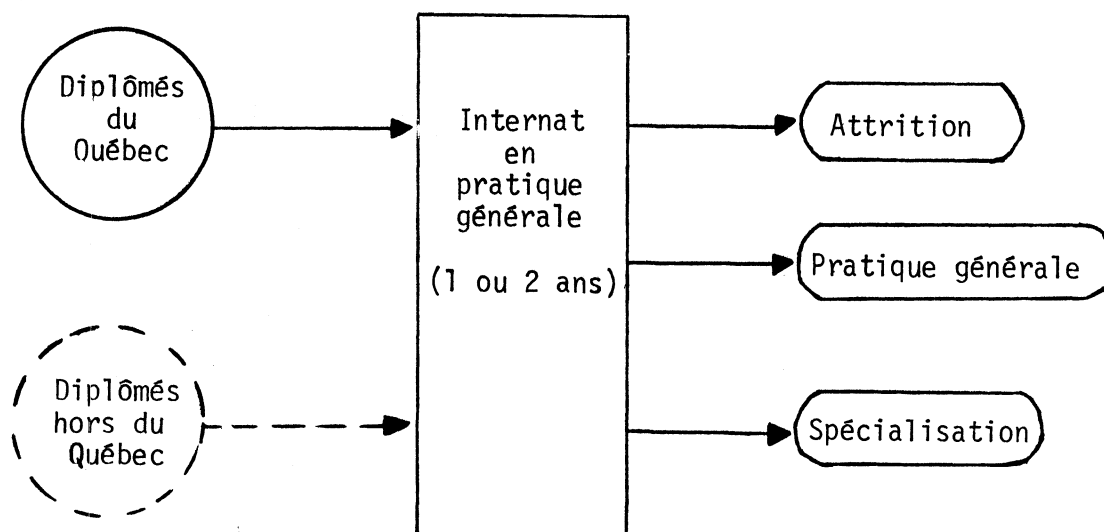 Diplômés
du
Québec
Internat
en
pratique
générale
(1 ou 2 ans)
Attrition
Pratique générale
Diplômés
hors du
Québec
Spécialisation